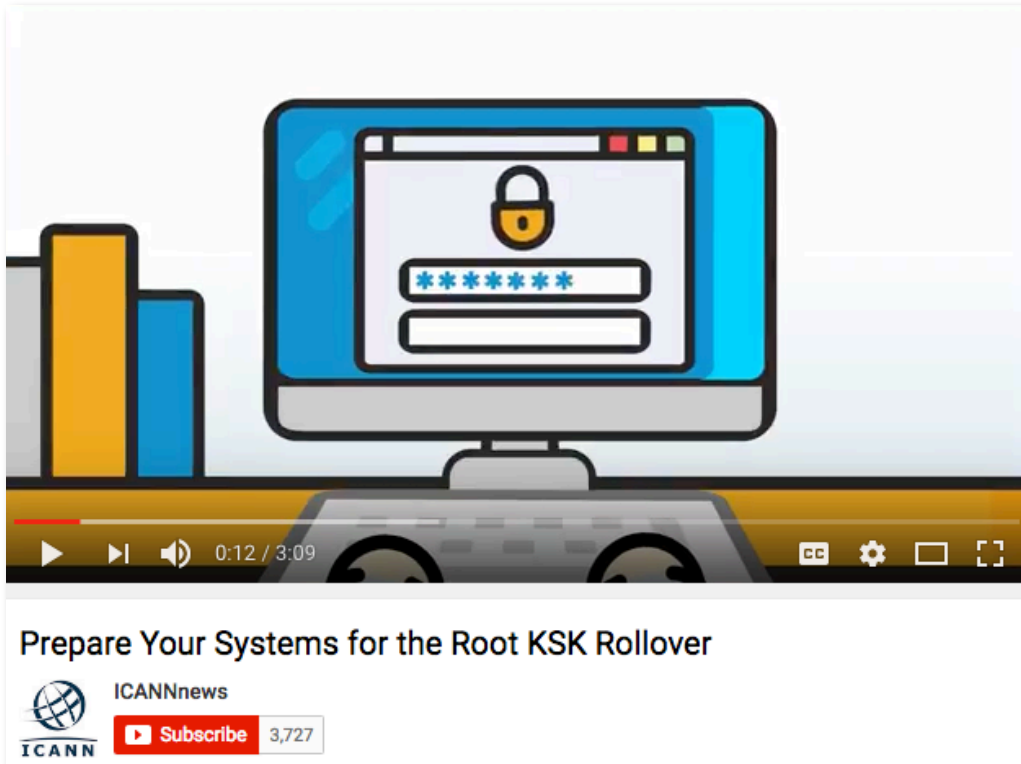 *******
0:12 / 3:09
CC
Prepare Your Systems for the Root KSK Rollover
ICANNnews
Subscribe 3,727
ICANN